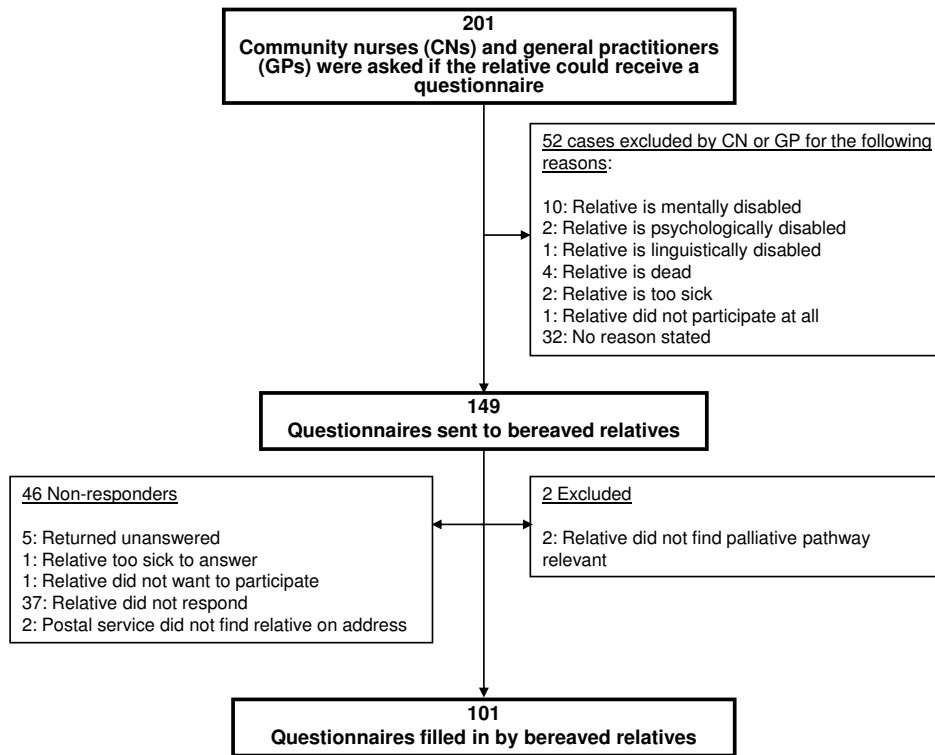 201
Community nurses (CNs) and general practitioners
(GPs) were asked if the relative could receive a
questionnaire
52 cases excluded by CN or GP for the following
reasons:
10: Relative is mentally disabled
2: Relative is psychologically disabled
1: Relative is linguistically disabled
4: Relative is dead
2: Relative is too sick
1: Relative did not participate at all
32: No reason stated
149
Questionnaires sent to bereaved relatives
46 Non-responders
5: Returned unanswered
1: Relative too sick to answer
1: Relative did not want to participate
37: Relative did not respond
2: Postal service did not find relative on address
2 Excluded
2: Relative did not find palliative pathway
relevant
101
Questionnaires filled in by bereaved relatives